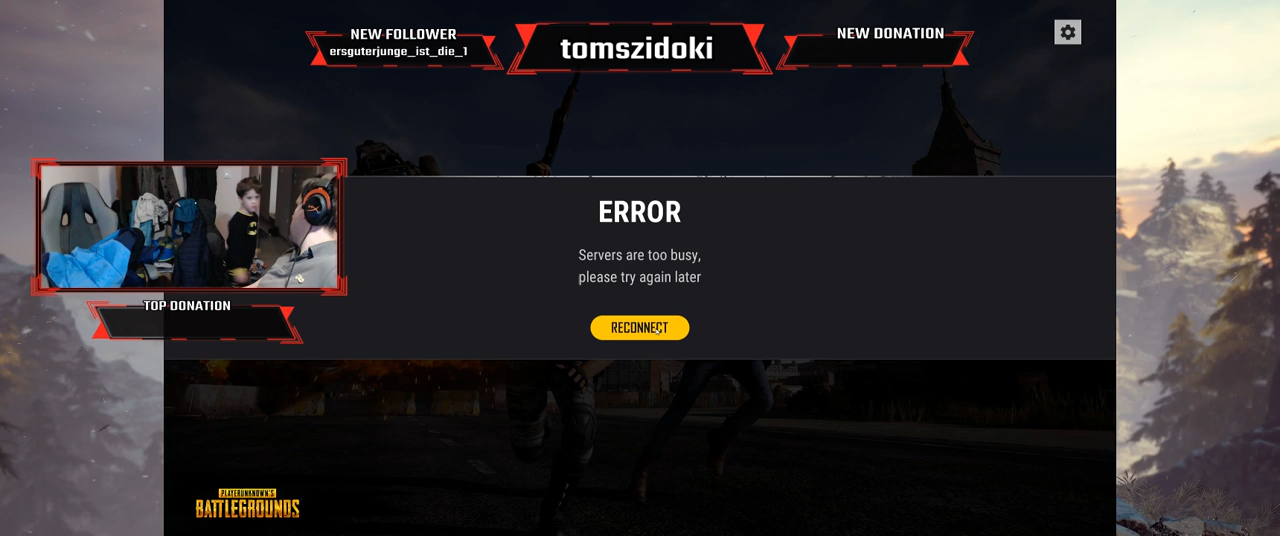 NEW FOLLOWER
ersguterjunge_ist_die_1
tomszidoki
NEW DONATION
TOP DONATION
ERROR
Servers are too busy,
please try again later
RECONNECT
PLAYERUNKNOWN'S
BATTLEGROUNDS